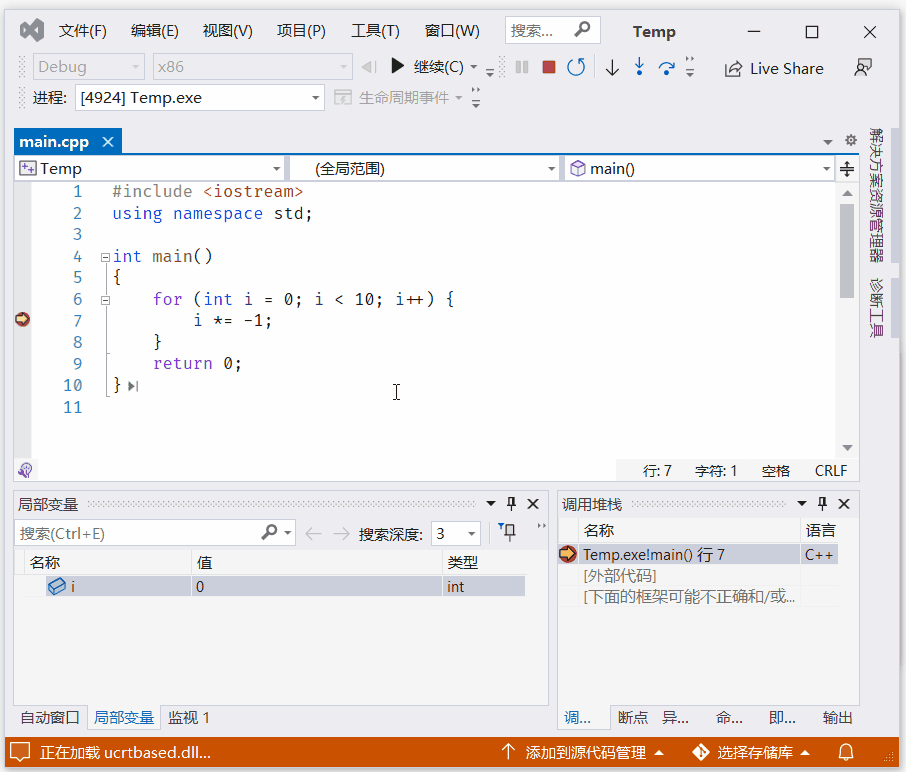 文件(F) 编辑(E) 视图(V) 项目(P) 工具(T) 窗口(W) 搜索... Temp
Debug x86 继续(C) Live Share
进程: [4924] Temp.exe 生命周期事件
main.cpp
Temp (全局范围) main()
1 #include <iostream>
2 using namespace std;
3
4 int main()
5 {
6 for (int i = 0; i < 10; i++) {
7 i *= -1;
8 }
9 return 0;
10 }
11
行: 7 字符: 1 空格 CRLF
解决方案资源管理器
诊断工具
局部变量
搜索(Ctrl+E) 搜索深度: 3
名称 值 类型
i 0 int
自动窗口 局部变量 监视 1
调用堆栈
名称 语言
Temp.exe!main() 行 7 C++
[外部代码]
[下面的框架可能不正确和/或...
调... 断点 异... 命... 即... 输出
正在加载 ucrtbased.dll... 添加到源代码管理 选择存储库